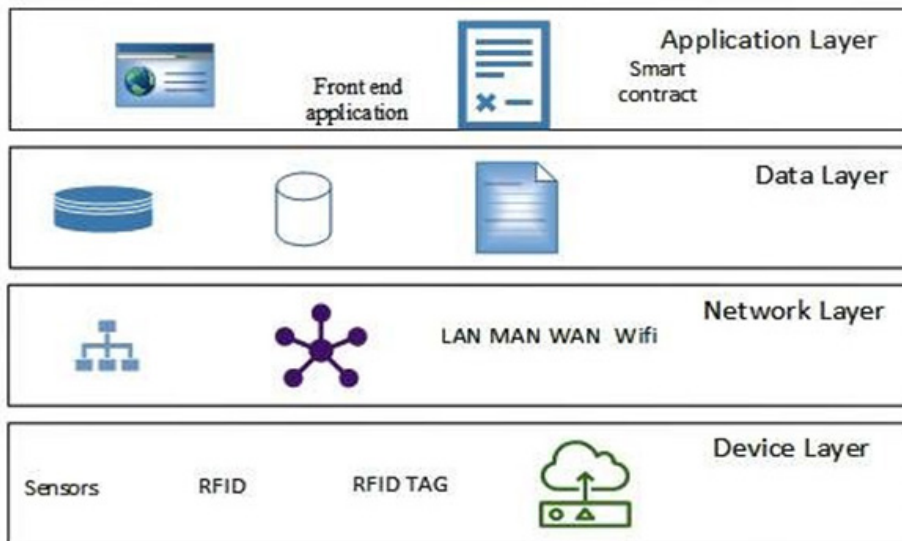 Application Layer
Front end
application
Smart
contract
Data Layer
Network Layer
LAN MAN WAN Wifi
Device Layer
Sensors RFID RFID TAG